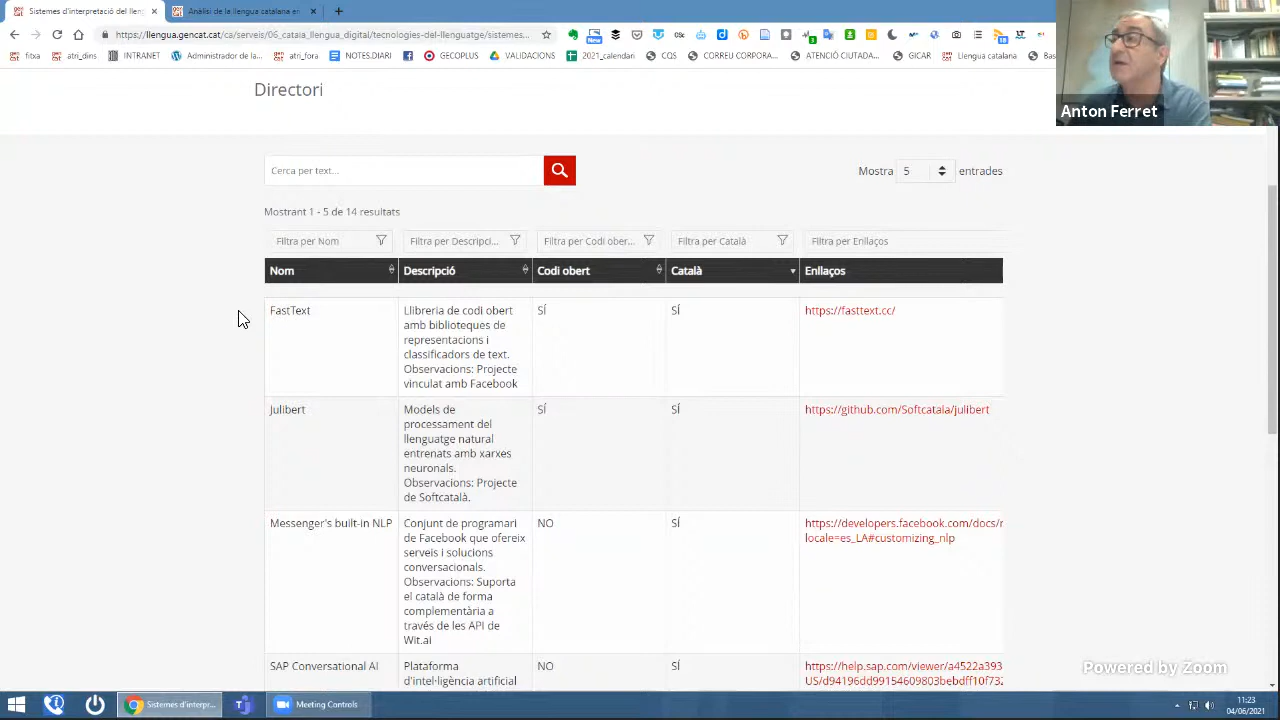 Sistemes d'interpretació del lleng
Anàlisi de la llengua catalana en
https://llengua.gencat.cat/ca/serveis/06_catala_llengua_digital/tecnologies-del-llenguatge/sistemes...
fitxa
atri_dins
INTRANET
Administrador de la...
autocora
NOTES.DIARI
GECOPLUS
VALIDACIONS
2021_calendari
CQS
CORREU CORPORA...
ATENCIÓ CIUTADA...
GICAR
Llengua catalana
Anton Ferret
Directori
Cerca per text...
Mostra 5 entrades
Mostrant 1 - 5 de 14 resultats
Filtra per Nom
Filtra per Descripci...
Filtra per Codi ober...
Filtra per Català
Filtra per Enllaços
Nom
Descripció
Codi obert
Català
Enllaços
FastText
Llibreria de codi obert
amb biblioteques de
representacions i
classificadors de text.
Observacions: Projecte
vinculat amb Facebook
SÍ
SÍ
https://fasttext.cc/
Julibert
Models de
processament del
llenguatge natural
entrenats amb xarxes
neuronals.
Observacions: Projecte
de Softcatalà.
SÍ
SÍ
https://github.com/Softcatala/julibert
Messenger's built-in NLP
Conjunt de programari
de Facebook que ofereix
serveis i solucions
conversacionals.
Observacions: Suporta
el català de forma
complementària a
través de les API de
Wit.ai
NO
SÍ
https://developers.facebook.com/docs/
locale=es_LA#customizing_nlp
SAP Conversational AI
Plataforma
d'intel·ligència artificial
NO
SÍ
https://help.sap.com/viewer/a4522a393
US/d94196dd99154609803bebdff10f732
Powered by Zoom
Sistemes d'interpr...
Meeting Controls
11:23
04/06/2021